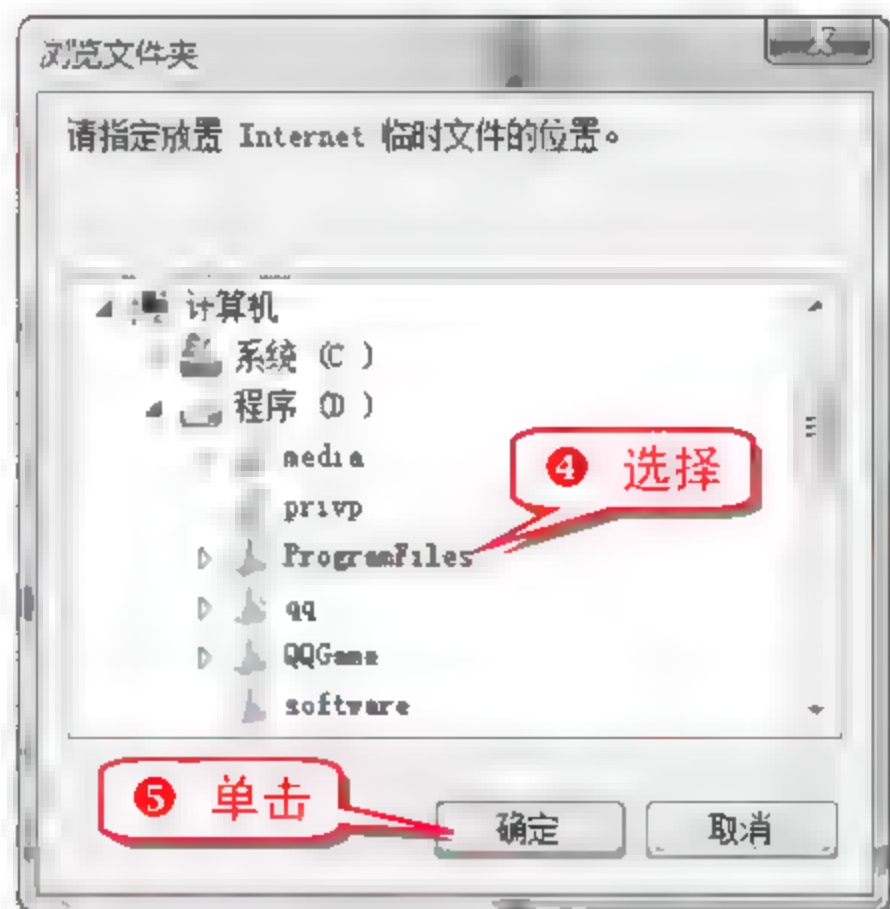 浏览文件夹
请指定放置 Internet 临时文件的位置。
计算机
系统 (C )
程序 (D )
media
privp
ProgramFiles
qq
QQGame
software
❹ 选择
❺ 单击
确定
取消